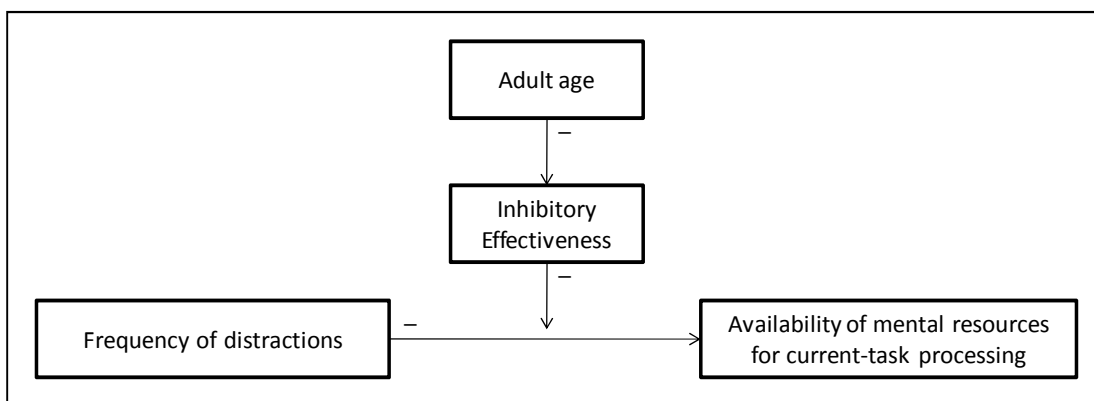 Adult age
–
Inhibitory
Effectiveness
–
Frequency of distractions
–
Availability of mental resources
for current-task processing